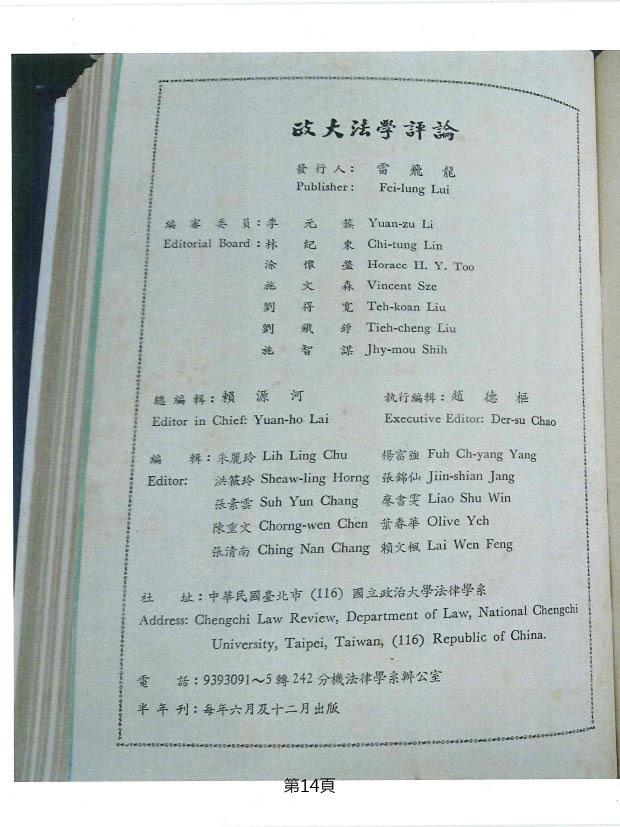 政大法學評論
發行人： 雷飛龍
Publisher: Fei-lung Lui
編審委員：李元簇 Yuan-zu Li
Editorial Board：林紀東 Chi-tung Lin
涂懷瑩 Horace H. Y. Too
施文森 Vincent Sze
劉得寬 Teh-koan Liu
劉鐵錚 Tieh-cheng Liu
施智謀 Jhy-mou Shih
總編輯：賴源河 執行編輯：趙德樞
Editor in Chief: Yuan-ho Lai Executive Editor: Der-su Chao
編輯：朱麗玲 Lih Ling Chu 楊富強 Fuh Ch-yang Yang
Editor: 洪筱玲 Sheaw-ling Horng 張錦仙 Jiin-shian Jang
張素雲 Suh Yun Chang 廖書雯 Liao Shu Win
陳重文 Chorng-wen Chen 葉春華 Olive Yeh
張清南 Ching Nan Chang 賴文楓 Lai Wen Feng
社址：中華民國臺北市 (116) 國立政治大學法律學系
Address: Chengchi Law Review, Department of Law, National Chengchi
University, Taipei, Taiwan, (116) Republic of China.
電話：9393091～5轉242分機法律學系辦公室
半年刊：每年六月及十二月出版
第14頁